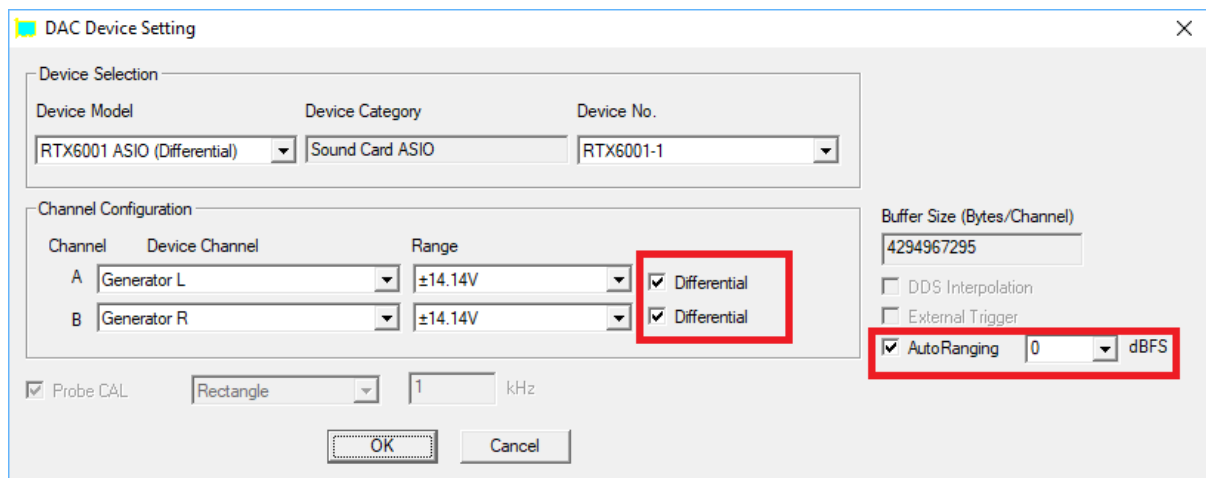 DAC Device Setting
Device Selection
Device Model Device Category Device No.
RTX6001 ASIO (Differential) Sound Card ASIO RTX6001-1
Channel Configuration
Channel Device Channel Range
A Generator L ±14.14V Differential
B Generator R ±14.14V Differential
Buffer Size (Bytes/Channel)
4294967295
DDS Interpolation
External Trigger
AutoRanging 0 dBFS
Probe CAL Rectangle 1 kHz
OK Cancel